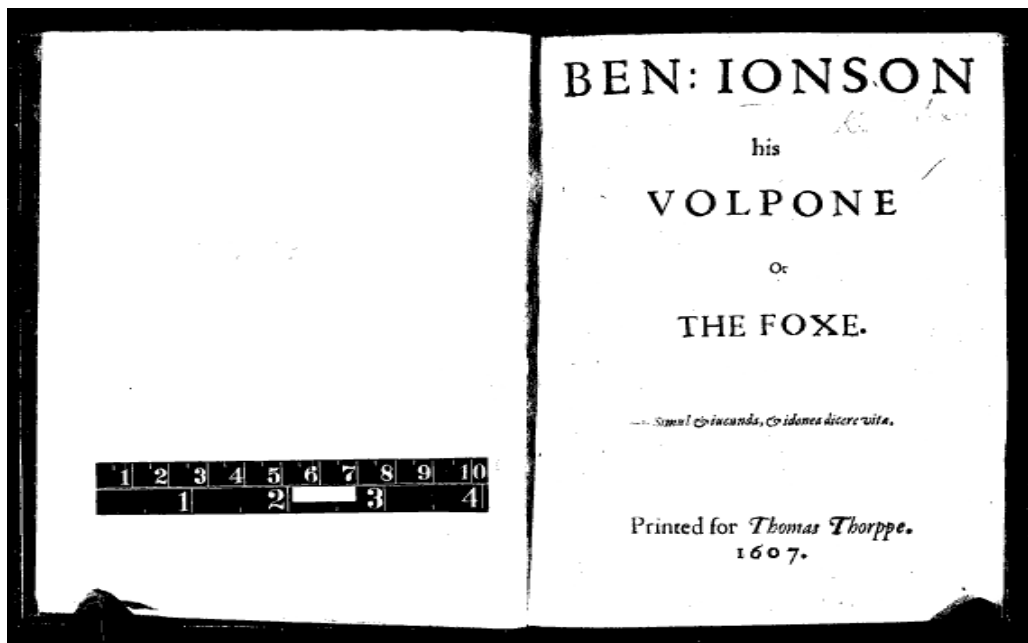 1 2 3 4 5 6 7 8 9 10
1 2 3 4
BEN: IONSON
his
VOLPONE
Or
THE FOXE.
Simul & iucunda, & idonea dicere vitæ.
Printed for Thomas Thorppe.
1607.